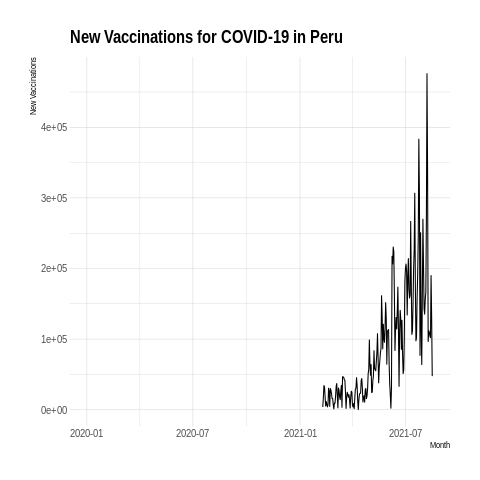 New Vaccinations for COVID-19 in Peru
New Vaccinations
4e+05
3e+05
2e+05
1e+05
0e+00
2020-01 2020-07 2021-01 2021-07
Month